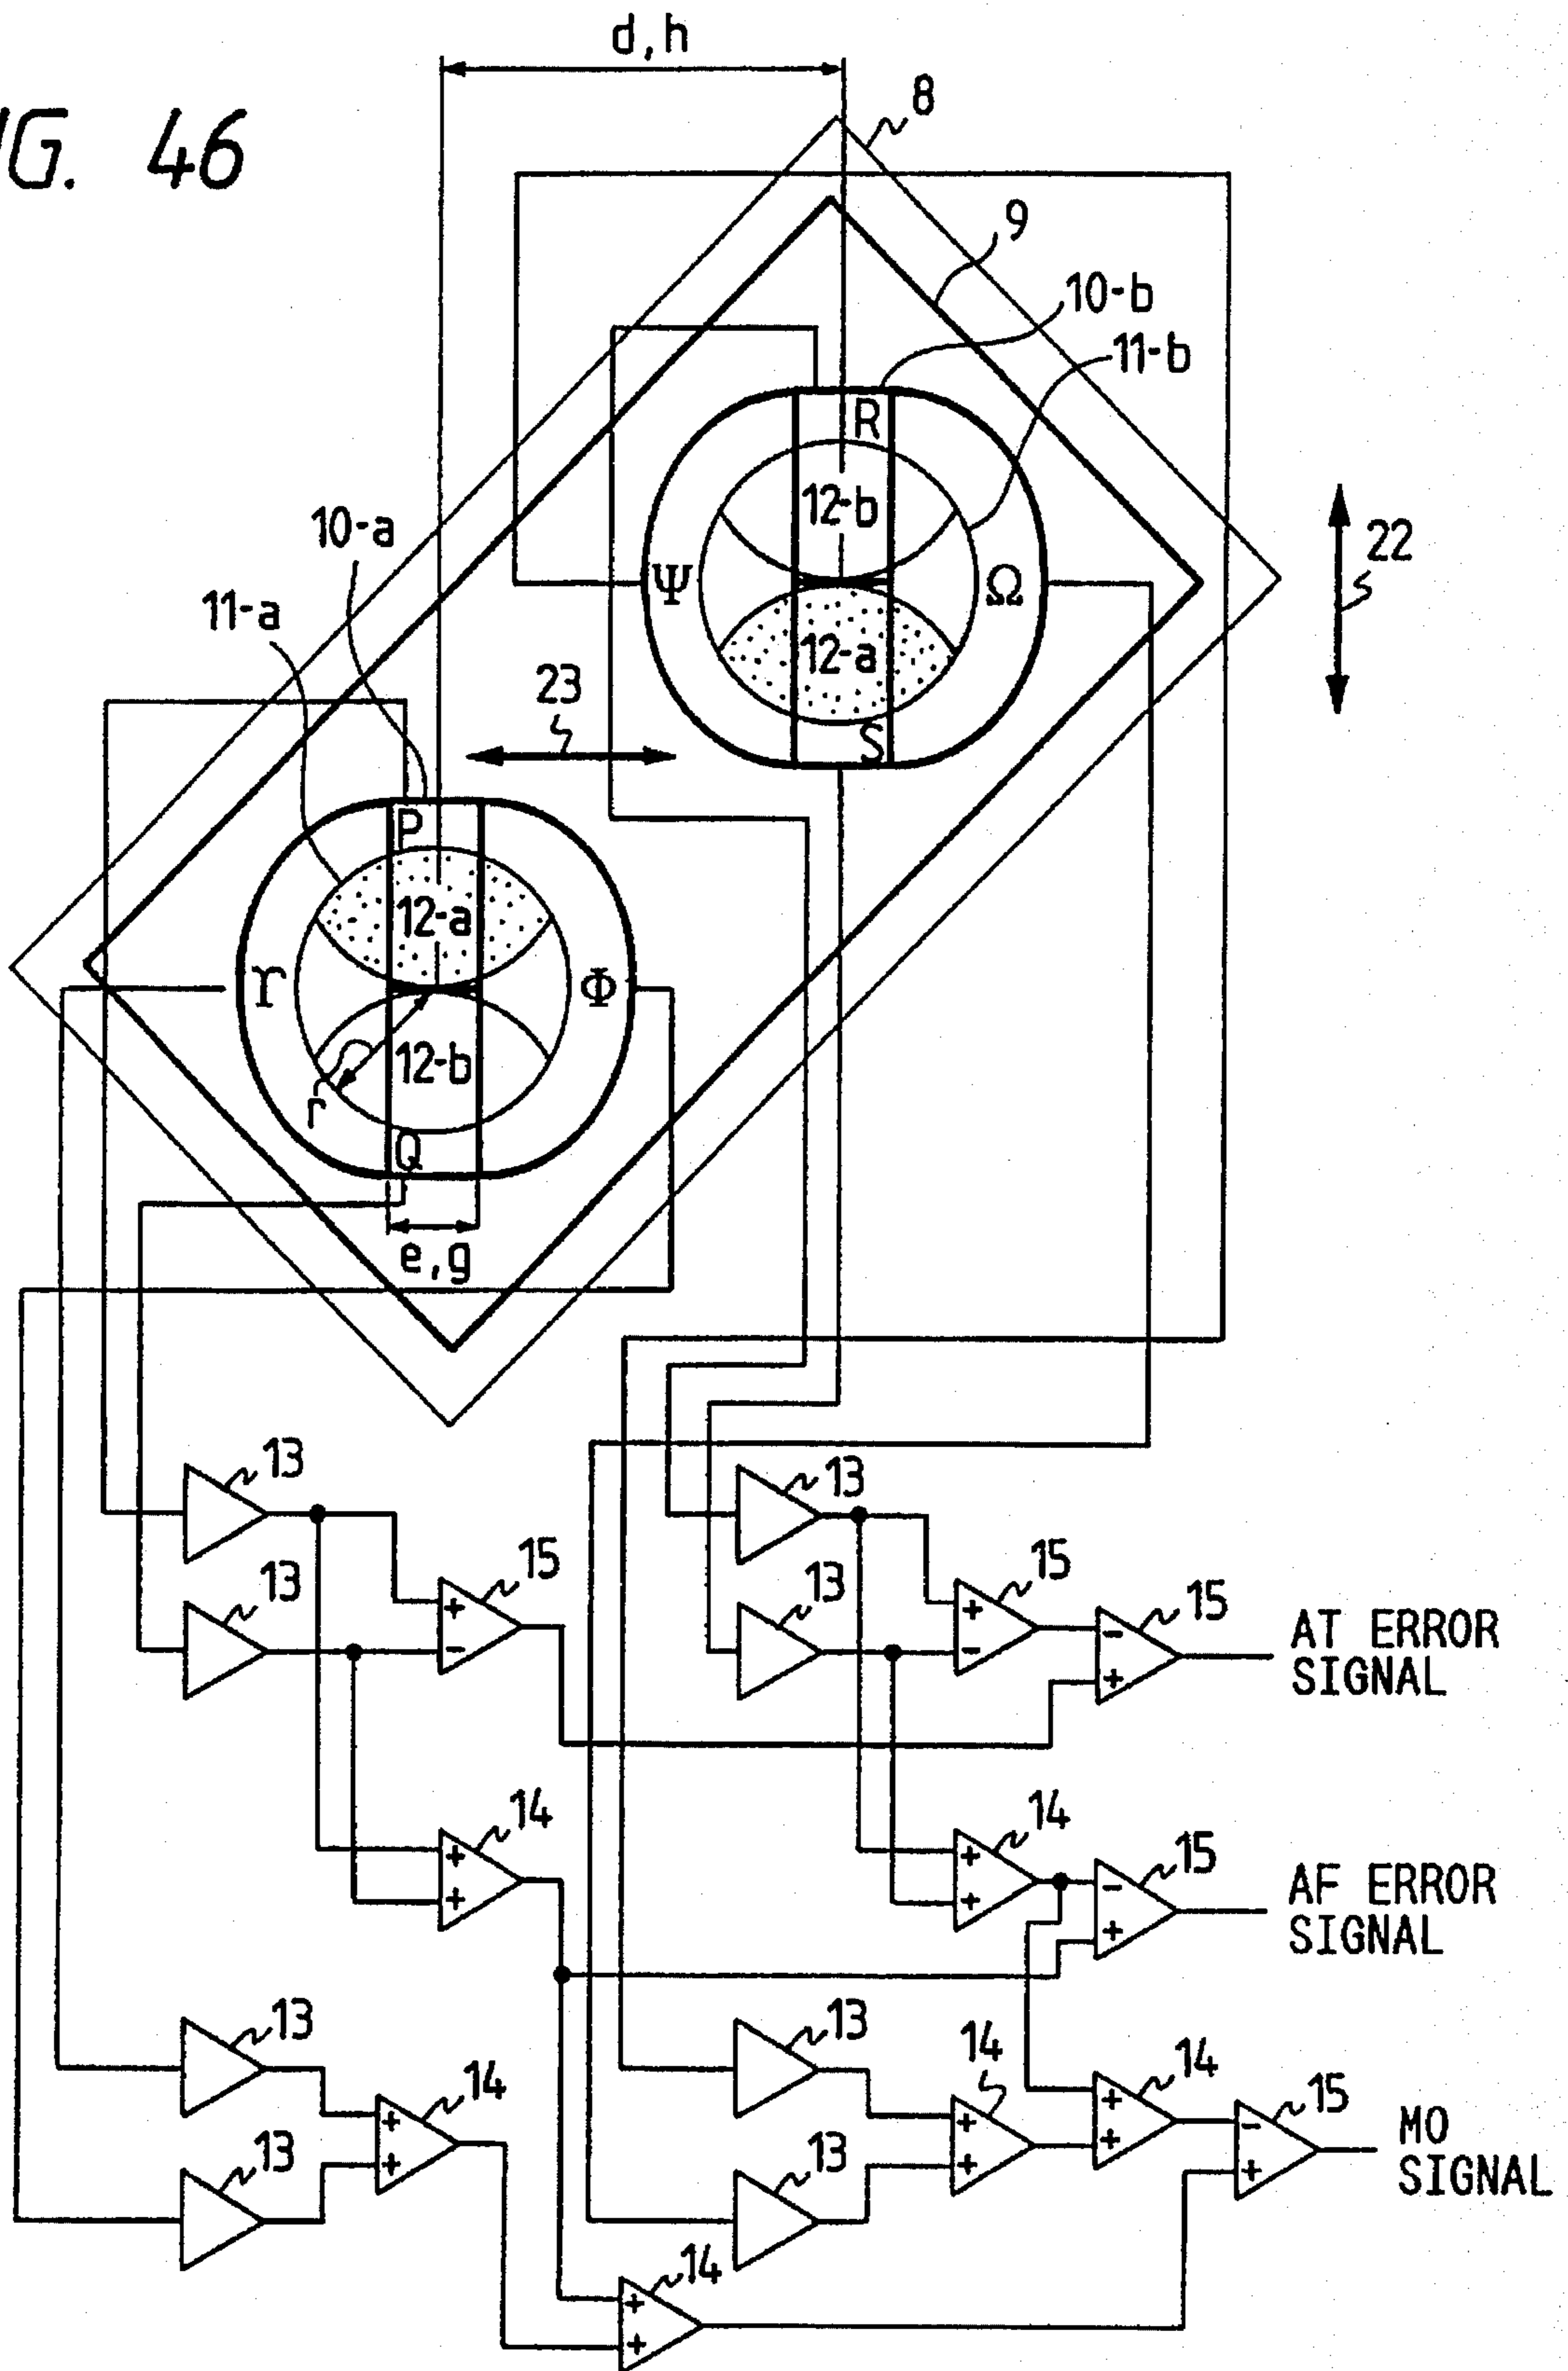 d,h
IG. 46
8
9
10-b
11-b
R
12-b
10-a
22
Ψ
Ω
11-a
12-a
23
S
P
12-a
ϒ
Φ
12-b
r
Q
e,g
13
13
15
13
13
15
15
+
+
-
-
-
+
AT ERROR
SIGNAL
14
14
15
+
+
-
+
+
+
AF ERROR
SIGNAL
13
13
14
14
14
15
+
+
-
+
+
+
+
+
MO
SIGNAL
13
13
14
+
+